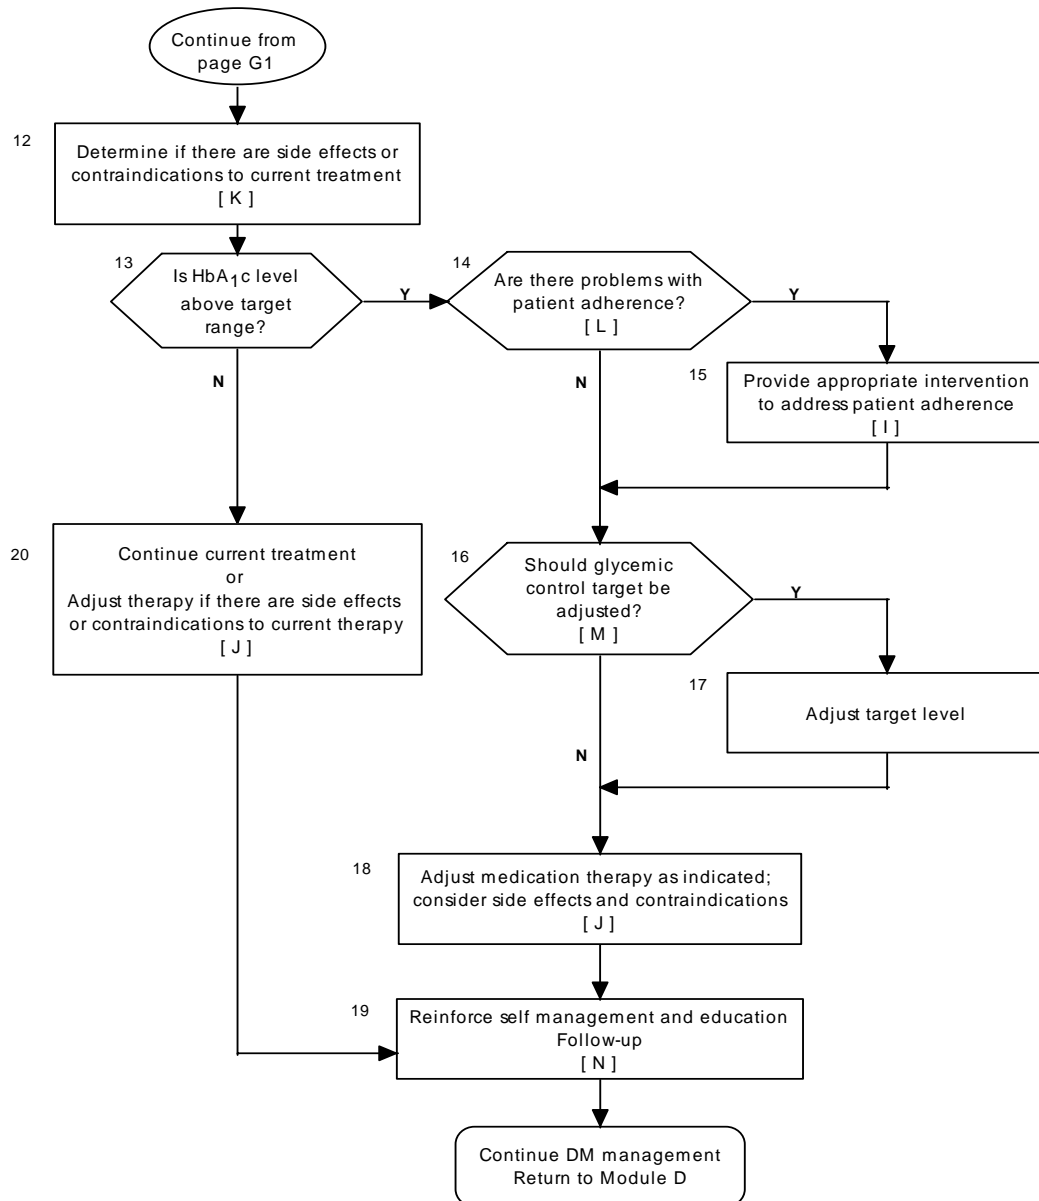 Continue from
page G1
12
Determine if there are side effects or
contraindications to current treatment
[ K ]
13
Is HbA1c level
above target
range?
Y
N
14
Are there problems with
patient adherence?
[ L ]
Y
N
15
Provide appropriate intervention
to address patient adherence
[ I ]
20
Continue current treatment
or
Adjust therapy if there are side effects
or contraindications to current therapy
[ J ]
16
Should glycemic
control target be
adjusted?
[ M ]
Y
N
17
Adjust target level
18
Adjust medication therapy as indicated;
consider side effects and contraindications
[ J ]
19
Reinforce self management and education
Follow-up
[ N ]
Continue DM management
Return to Module D